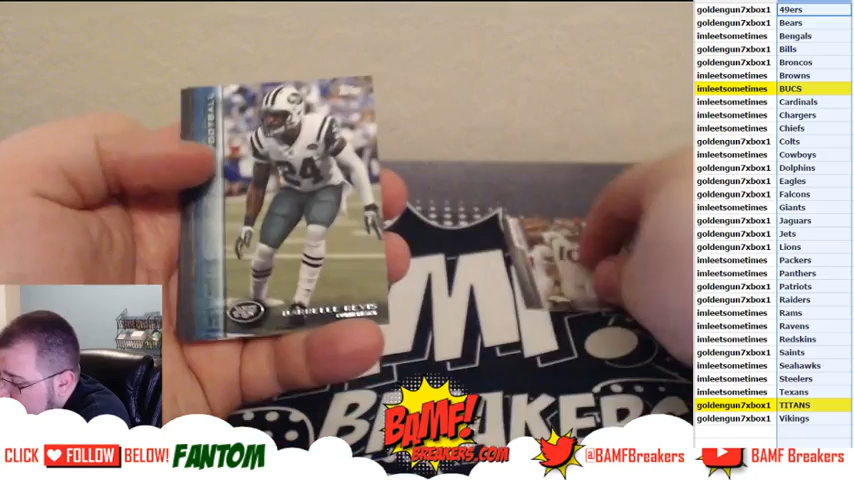 FOOTBALL
24
DARRELLE REVIS
CORNERBACK
BAMF!
BREAKERS
goldengun7xbox1 49ers
goldengun7xbox1 Bears
imleetsometimes Bengals
goldengun7xbox1 Bills
goldengun7xbox1 Broncos
imleetsometimes Browns
imleetsometimes BUCS
imleetsometimes Cardinals
goldengun7xbox1 Chargers
imleetsometimes Chiefs
goldengun7xbox1 Colts
imleetsometimes Cowboys
goldengun7xbox1 Dolphins
goldengun7xbox1 Eagles
goldengun7xbox1 Falcons
imleetsometimes Giants
goldengun7xbox1 Jaguars
goldengun7xbox1 Jets
goldengun7xbox1 Lions
imleetsometimes Packers
imleetsometimes Panthers
goldengun7xbox1 Patriots
goldengun7xbox1 Raiders
imleetsometimes Rams
imleetsometimes Ravens
imleetsometimes Redskins
goldengun7xbox1 Saints
imleetsometimes Seahawks
imleetsometimes Steelers
imleetsometimes Texans
goldengun7xbox1 TITANS
goldengun7xbox1 Vikings
CLICK FOLLOW BELOW! FANTOM
BAMF!
BREAKERS.COM
@BAMFBreakers
BAMF Breakers